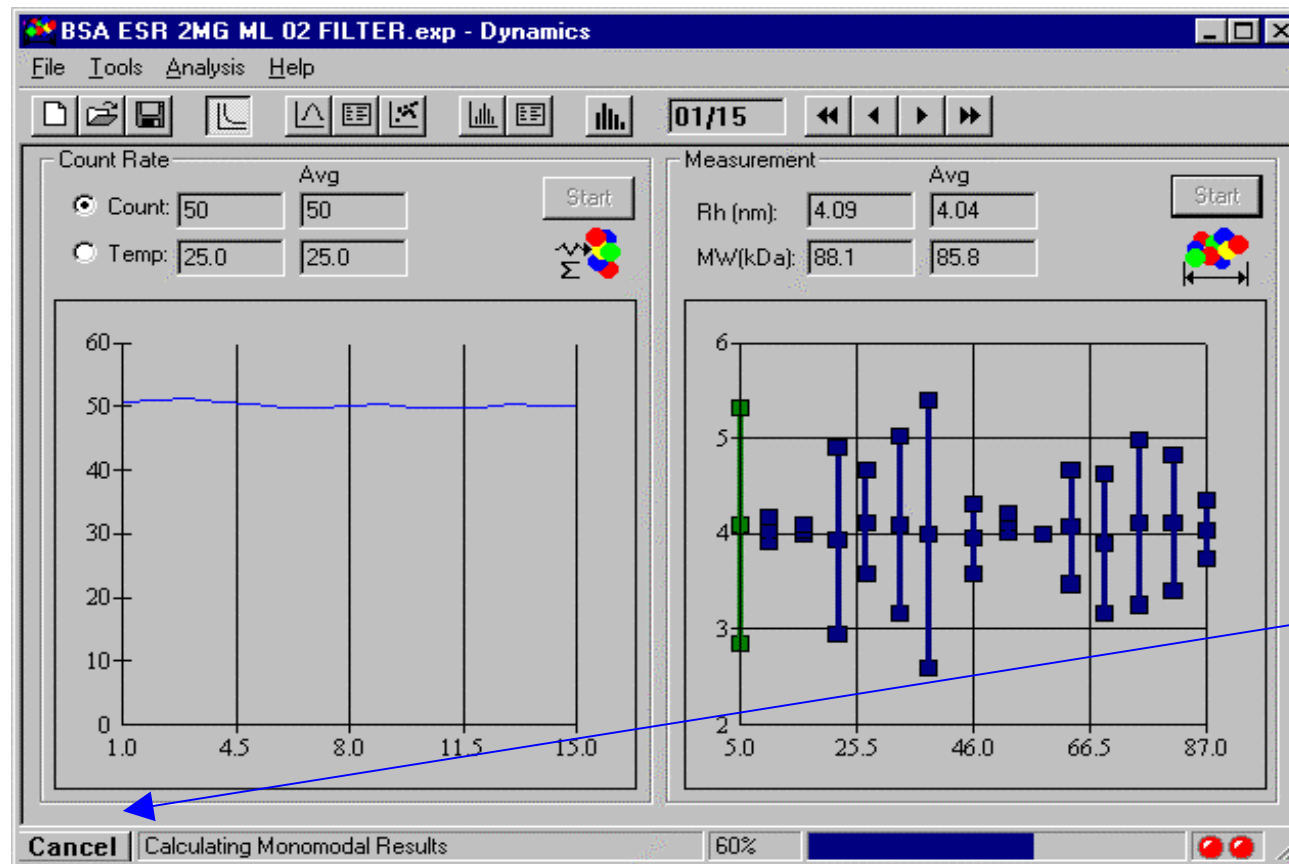 BSA ESR 2MG ML 02 FILTER.exp - Dynamics
File Tools Analysis Help
01/15
Count Rate
Avg
Count: 50 50
Start
Temp: 25.0 25.0
Σ
60
50
40
30
20
10
0
1.0 4.5 8.0 11.5 15.0
Measurement
Avg
Rh (nm): 4.09 4.04
Start
MW(kDa): 88.1 85.8
6
5
4
3
2
5.0 25.5 46.0 66.5 87.0
Cancel Calculating Monomodal Results 60%